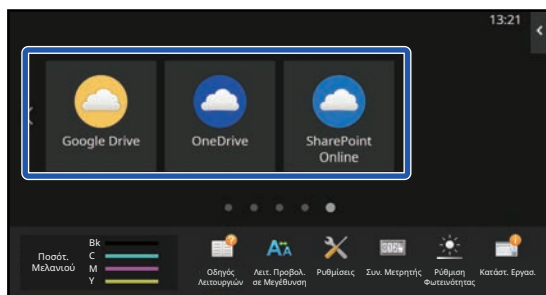 13:21
Google Drive
OneDrive
SharePoint
Online
Ποσότ.
Μελανιού
Bk
C
M
Y
Οδηγός
Λειτουργιών
Λειτ. Προβολ.
σε Μεγέθυνση
Ρυθμίσεις
Συν. Μετρητής
Ρύθμιση
Φωτεινότητας
Κατάστ. Εργασ.